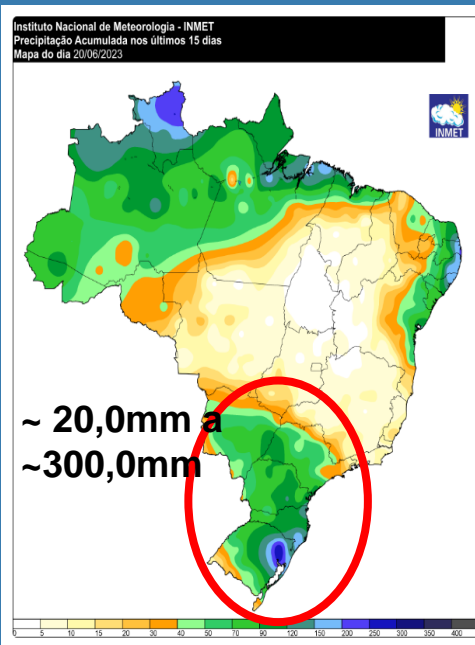 Instituto Nacional de Meteorologia - INMET
Precipitação Acumulada nos últimos 15 dias
Mapa do dia 20/06/2023
INMET
~ 20,0mm a
~300,0mm
0 5 10 15 20 30 40 50 70 90 120 150 200 250 300 350 400